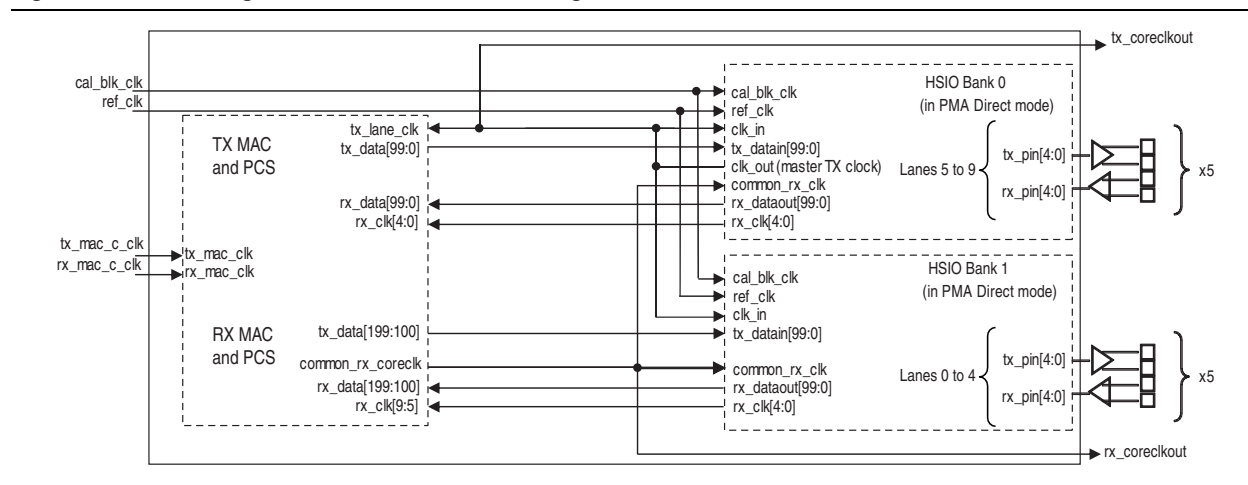 tx_coreclkout
cal_blk_clk
ref_clk
TX MAC
and PCS
tx_lane_clk
tx_data[99:0]
rx_data[99:0]
rx_clk[4:0]
tx_mac_c_clk
rx_mac_c_clk
tx_mac_clk
rx_mac_clk
RX MAC
and PCS
tx_data[199:100]
common_rx_coreclk
rx_data[199:100]
rx_clk[9:5]
HSIO Bank 0
(in PMA Direct mode)
cal_blk_clk
ref_clk
clk_in
tx_datain[99:0]
clk_out (master TX clock)
common_rx_clk
rx_dataout[99:0]
rx_clk[4:0]
Lanes 5 to 9
tx_pin[4:0]
rx_pin[4:0]
x5
HSIO Bank 1
(in PMA Direct mode)
cal_blk_clk
ref_clk
clk_in
tx_datain[99:0]
common_rx_clk
rx_dataout[99:0]
rx_clk[4:0]
Lanes 0 to 4
tx_pin[4:0]
rx_pin[4:0]
x5
rx_coreclkout